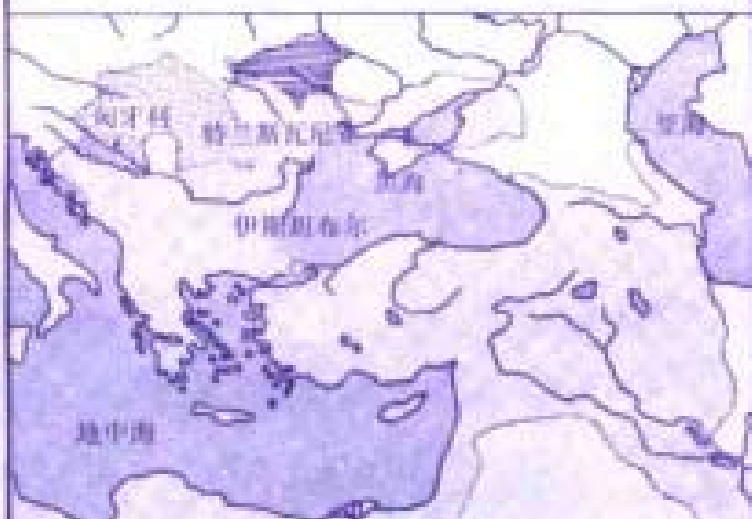 匈牙利
特兰斯瓦尼亚
里海
黑海
伊斯坦布尔
地中海